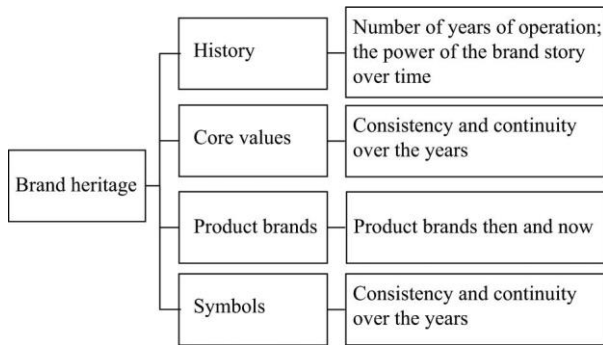 Brand heritage
History
Number of years of operation;
the power of the brand story
over time
Core values
Consistency and continuity
over the years
Product brands
Product brands then and now
Symbols
Consistency and continuity
over the years